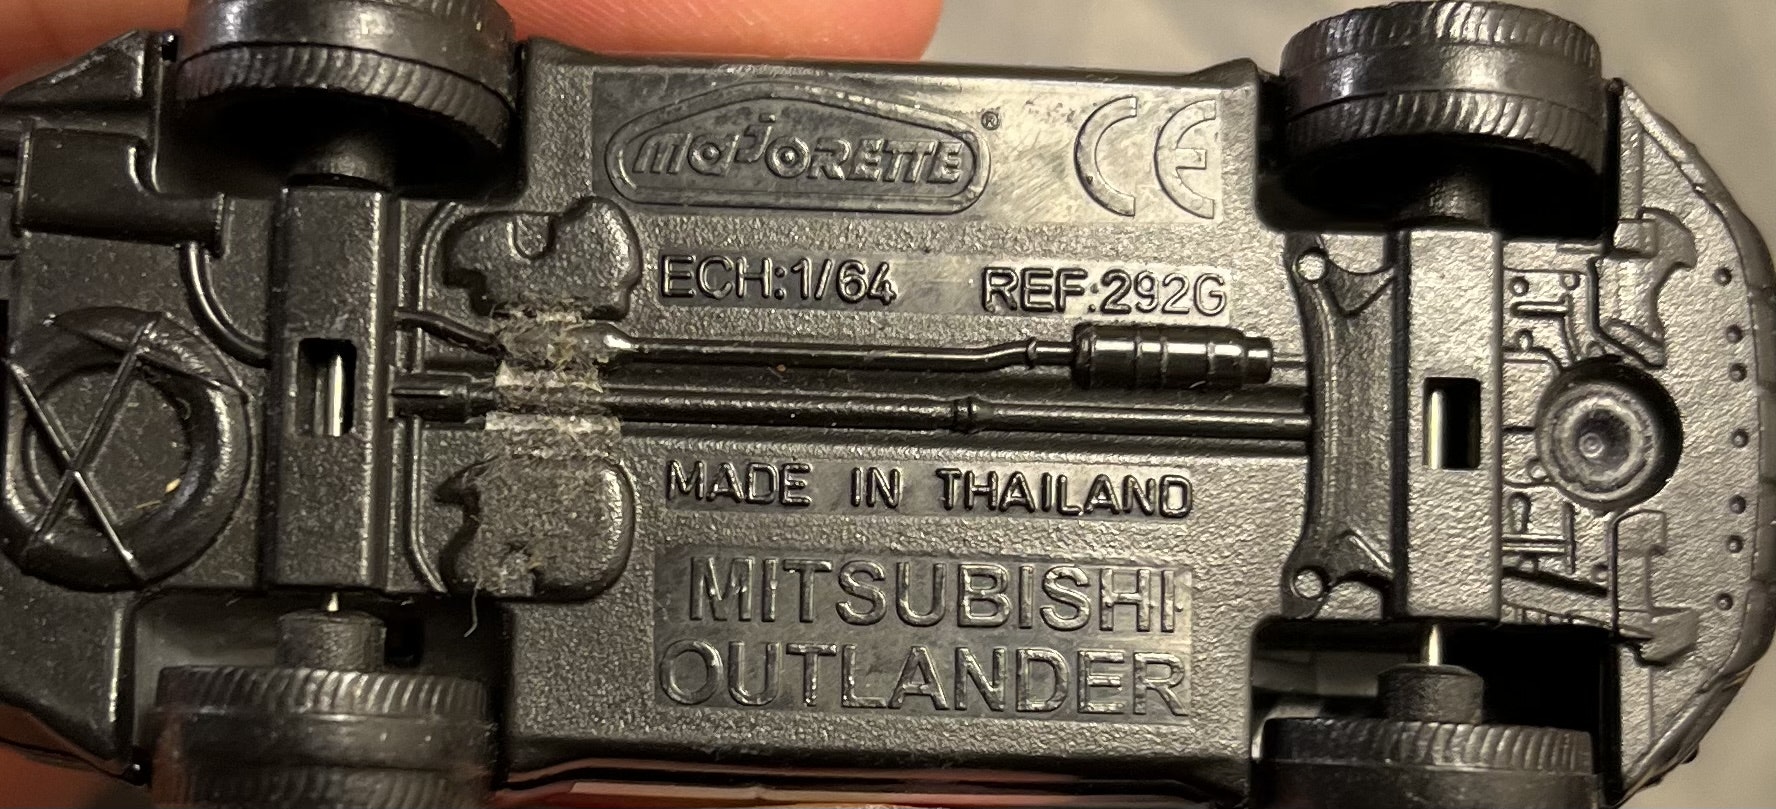 MAJORETTE ® CE
ECH:1/64 REF:292G
MADE IN THAILAND
MITSUBISHI
OUTLANDER